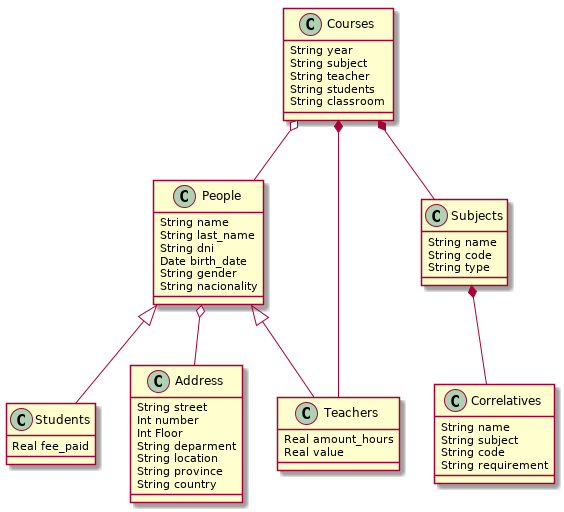 C Courses
String year
String subject
String teacher
String students
String classroom
C People
String name
String last_name
String dni
Date birth_date
String gender
String nacionality
C Subjects
String name
String code
String type
C Students
Real fee_paid
C Address
String street
Int number
Int Floor
String deparment
String location
String province
String country
C Teachers
Real amount_hours
Real value
C Correlatives
String name
String subject
String code
String requirement